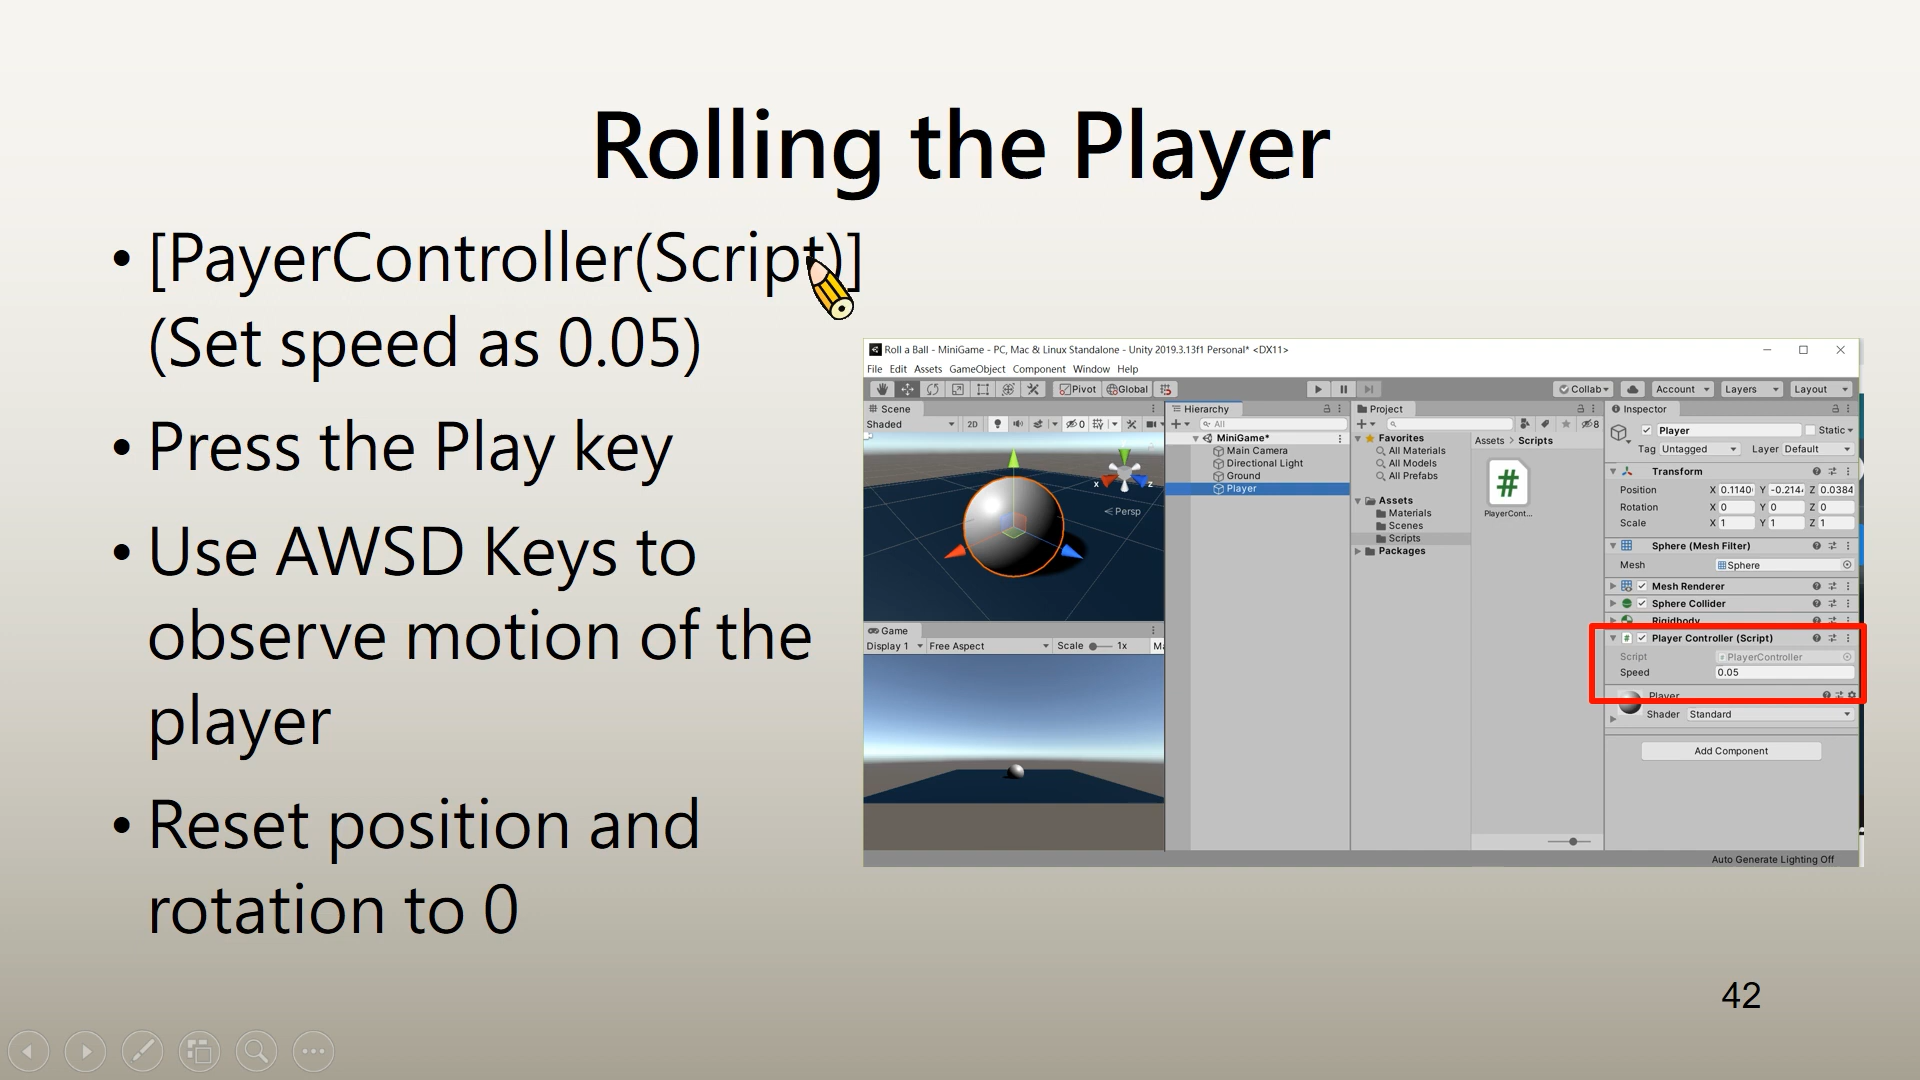 Rolling the Player
• [PayerController(Script)]
(Set speed as 0.05)
• Press the Play key
• Use AWSD Keys to
observe motion of the
player
• Reset position and
rotation to 0
Roll a Ball - MiniGame - PC, Mac & Linux Standalone - Unity 2019.3.13f1 Personal* <DX11>
File Edit Assets GameObject Component Window Help
Pivot Global Collab Account Layers Layout
Scene
Shaded 2D 0
x z
Persp
Game
Display 1 Free Aspect Scale 1x
Hierarchy
All
MiniGame*
Main Camera
Directional Light
Ground
Player
Project
8
Favorites
All Materials
All Models
All Prefabs
Assets
Materials
Scenes
Scripts
Packages
Assets > Scripts
#
PlayerCont...
Inspector
Player Static
Tag Untagged Layer Default
Transform
Position X 0.1140 Y -0.214 Z 0.0384
Rotation X 0 Y 0 Z 0
Scale X 1 Y 1 Z 1
Sphere (Mesh Filter)
Mesh Sphere
Mesh Renderer
Sphere Collider
Rigidbody
# Player Controller (Script)
Script PlayerController
Speed 0.05
Player
Shader Standard
Add Component
Auto Generate Lighting Off
42